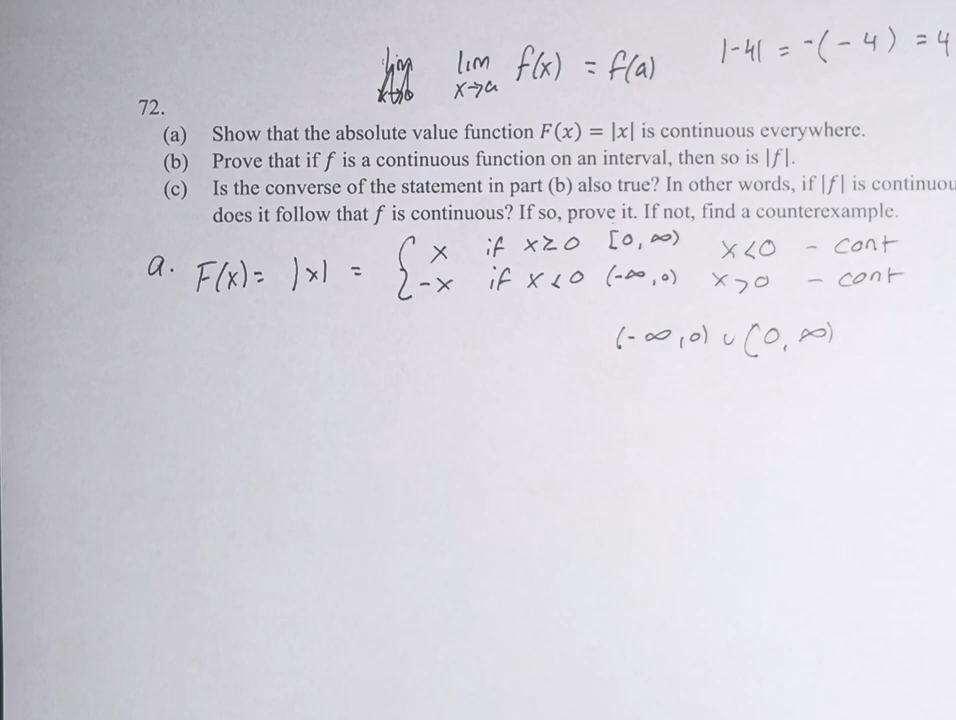 lim f(x) = f(a) |-4| = -(-4) = 4
x→a
72.
(a) Show that the absolute value function F(x) = |x| is continuous everywhere.
(b) Prove that if f is a continuous function on an interval, then so is |f|.
(c) Is the converse of the statement in part (b) also true? In other words, if |f| is continuou
does it follow that f is continuous? If so, prove it. If not, find a counterexample.
a. F(x) = |x| = { x if x ≥ 0 [0, ∞) x < 0 - cont
-x if x < 0 (-∞, 0) x > 0 - cont
(-∞, 0) ∪ (0, ∞)